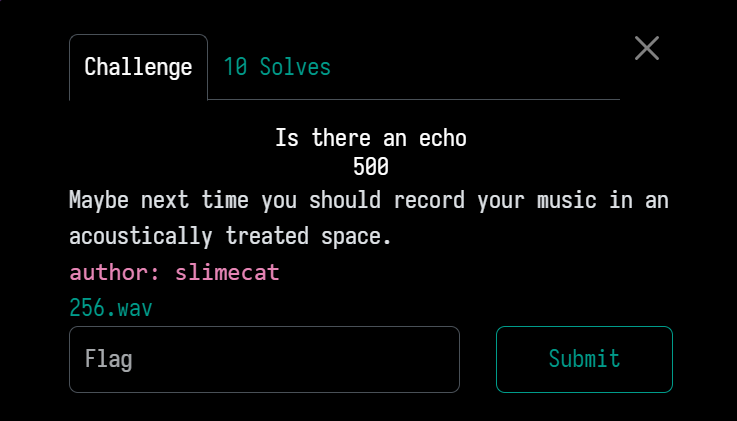 Challenge
10 Solves
Is there an echo
500
Maybe next time you should record your music in an
acoustically treated space.
author: slimecat
256.wav
Flag
Submit